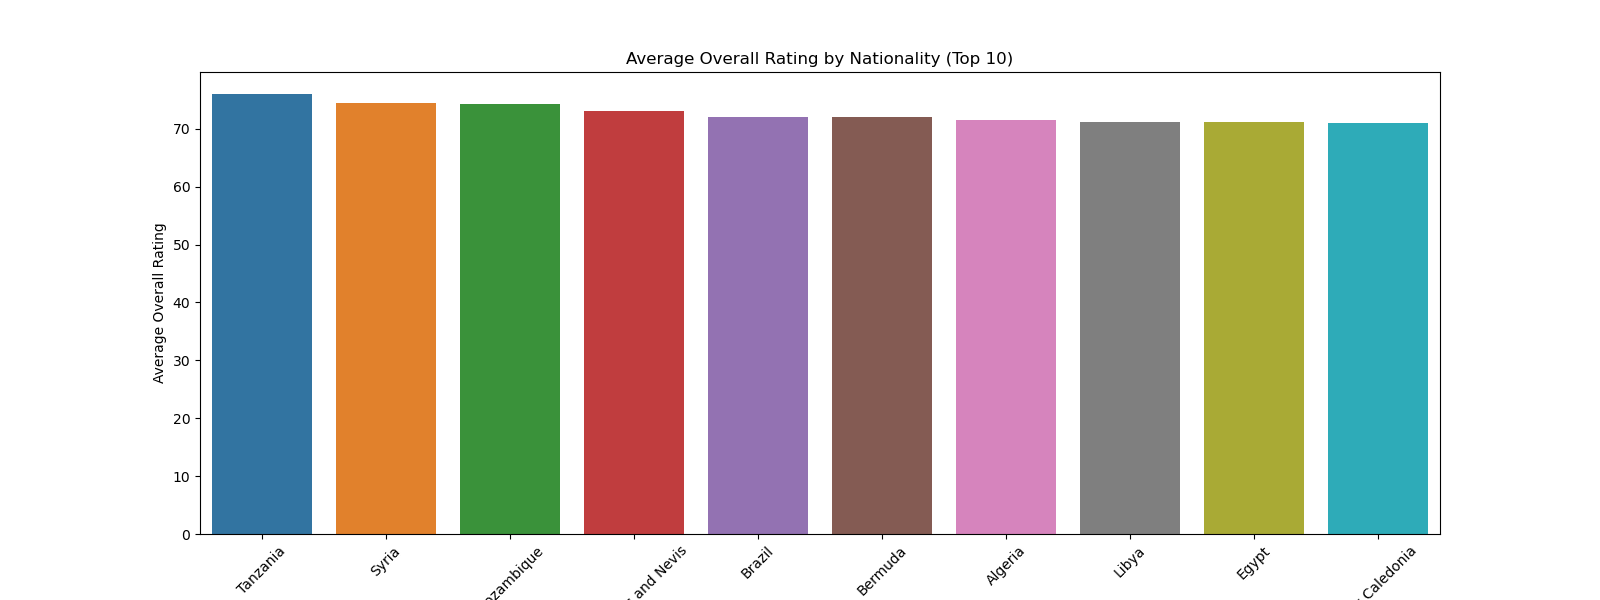 Average Overall Rating by Nationality (Top 10)
Average Overall Rating
70
60
50
40
30
20
10
0
Tanzania
Syria
ozambique
and Nevis
Brazil
Bermuda
Algeria
Libya
Egypt
Caledonia